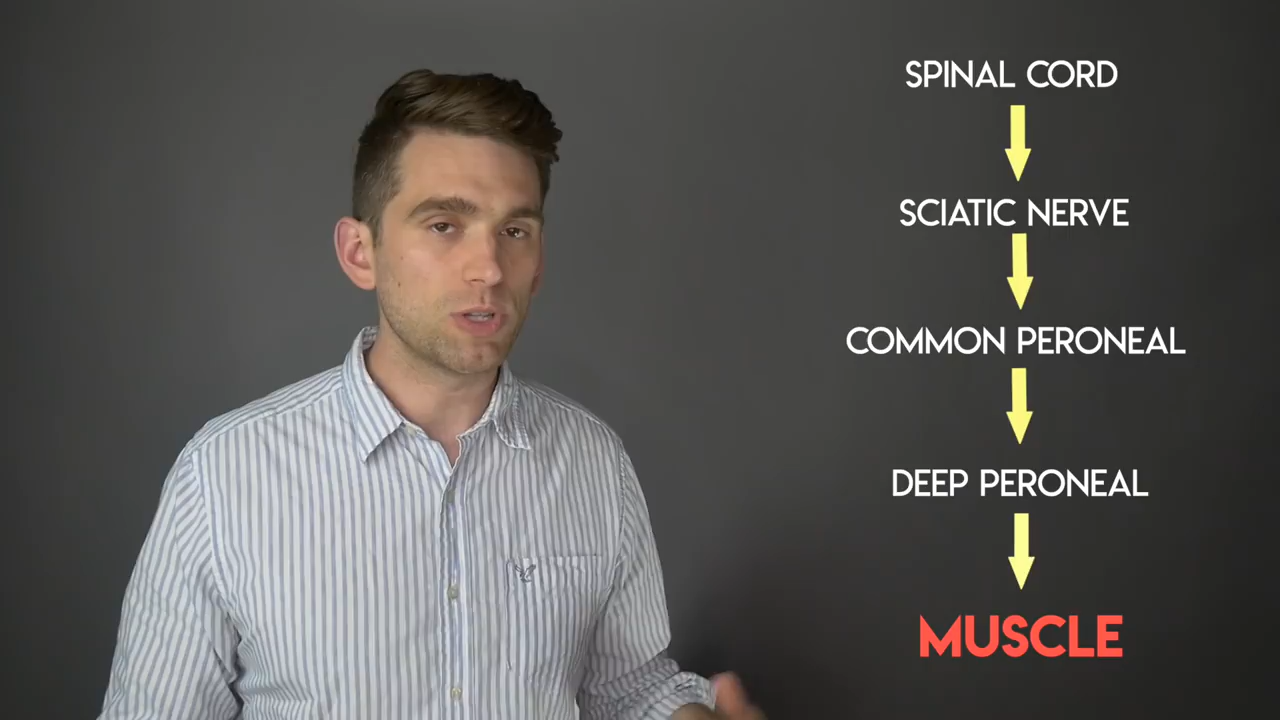 SPINAL CORD
SCIATIC NERVE
COMMON PERONEAL
DEEP PERONEAL
MUSCLE